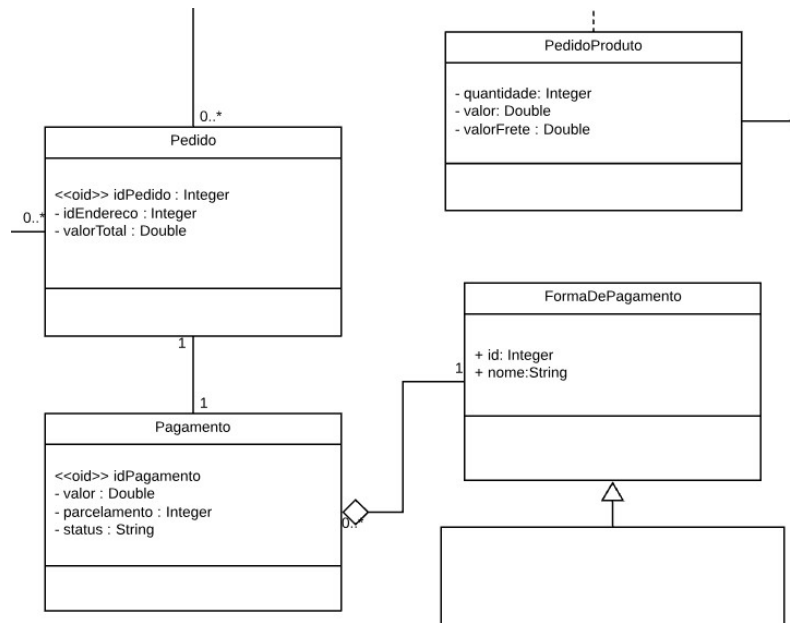 PedidoProduto
- quantidade: Integer
- valor: Double
- valorFrete : Double
0..*
Pedido
<<oid>> idPedido : Integer
- idEndereco : Integer
- valorTotal : Double
0..*
1
1
FormaDePagamento
+ id: Integer
+ nome:String
1
Pagamento
<<oid>> idPagamento
- valor : Double
- parcelamento : Integer
- status : String
0..*